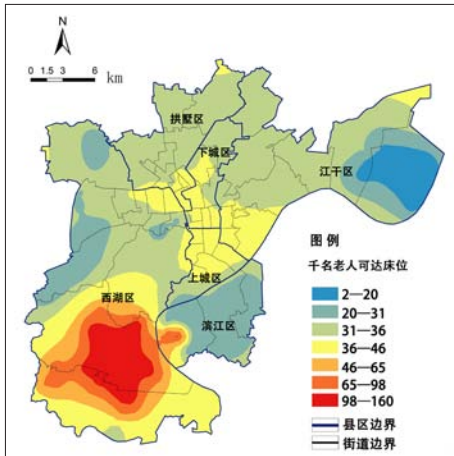 N
0 1.5 3 6 km
拱墅区
下城区
江干区
上城区
西湖区
滨江区
图 例
千名老人可达床位
2—20
20—31
31—36
36—46
46—65
65—98
98—160
县区边界
街道边界